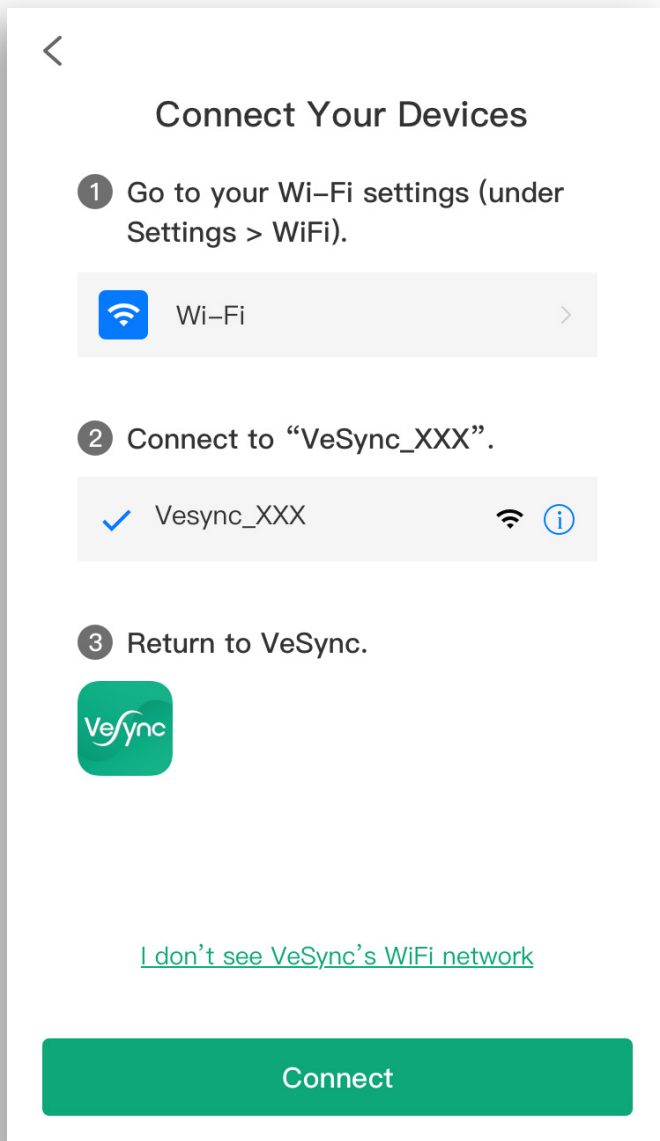 Connect Your Devices
1 Go to your Wi-Fi settings (under
Settings > WiFi).
Wi-Fi
2 Connect to “VeSync_XXX”.
Vesync_XXX
3 Return to VeSync.
VeSync
I don’t see VeSync’s WiFi network
Connect